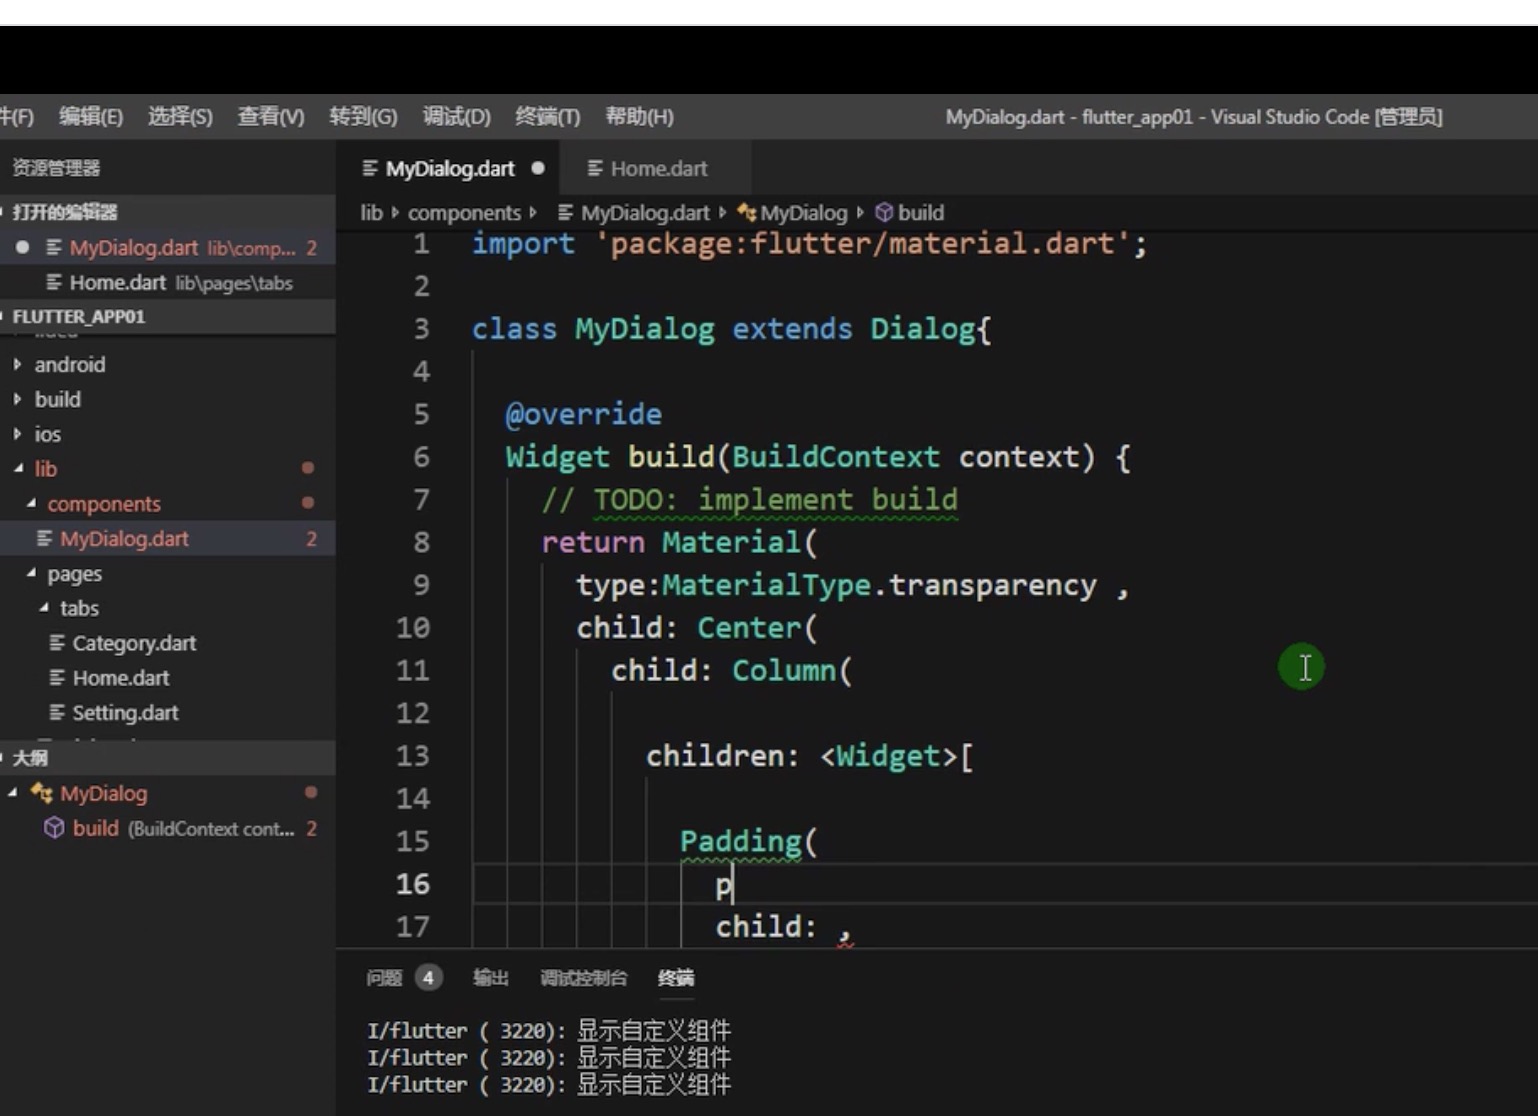 件(F) 编辑(E) 选择(S) 查看(V) 转到(G) 调试(D) 终端(T) 帮助(H) MyDialog.dart - flutter_app01 - Visual Studio Code [管理员]
资源管理器
打开的编辑器
MyDialog.dart lib\comp... 2
Home.dart lib\pages\tabs
FLUTTER_APP01
android
build
ios
lib
components
MyDialog.dart 2
pages
tabs
Category.dart
Home.dart
Setting.dart
大纲
MyDialog
build (BuildContext cont... 2
MyDialog.dart Home.dart
lib components MyDialog.dart MyDialog build
1 import 'package:flutter/material.dart';
2
3 class MyDialog extends Dialog{
4
5 @override
6 Widget build(BuildContext context) {
7 // TODO: implement build
8 return Material(
9 type:MaterialType.transparency ,
10 child: Center(
11 child: Column(
12
13 children: <Widget>[
14
15 Padding(
16 p
17 child: ,
问题 4 输出 调试控制台 终端
I/flutter ( 3220): 显示自定义组件
I/flutter ( 3220): 显示自定义组件
I/flutter ( 3220): 显示自定义组件